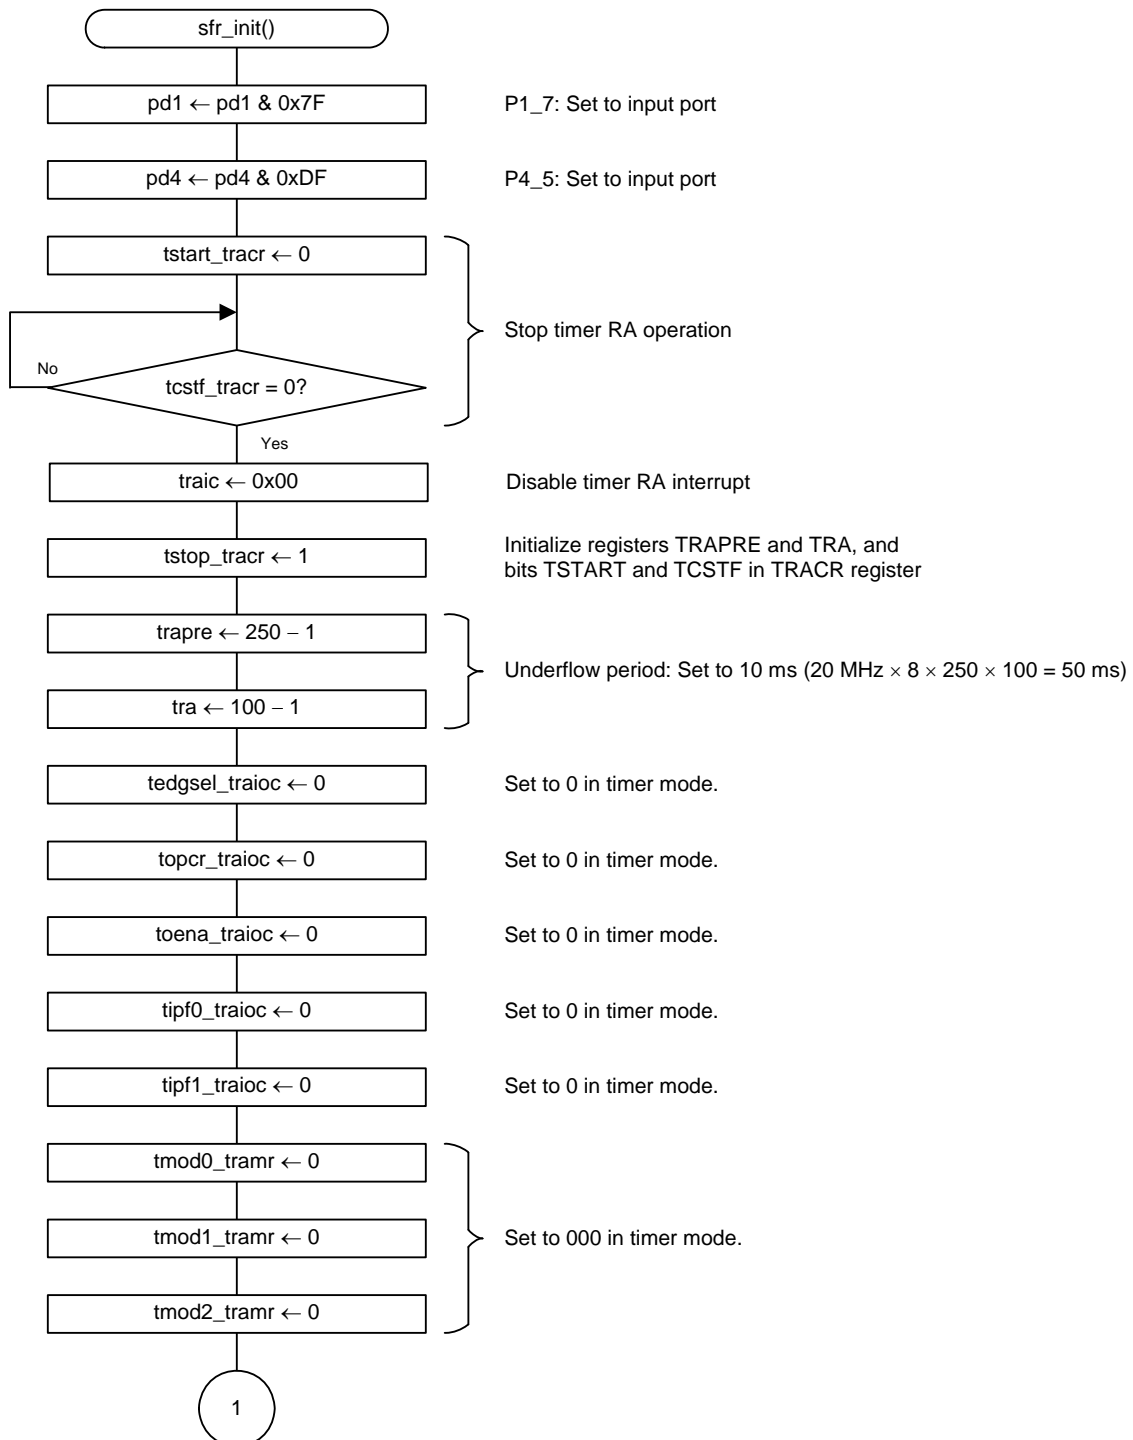 sfr_init()
pd1 ← pd1 & 0x7F
P1_7: Set to input port
pd4 ← pd4 & 0xDF
P4_5: Set to input port
tstart_tracr ← 0
Stop timer RA operation
No
tcstf_tracr = 0?
Yes
traic ← 0x00
Disable timer RA interrupt
tstop_tracr ← 1
Initialize registers TRAPRE and TRA, and
bits TSTART and TCSTF in TRACR register
trapre ← 250 − 1
Underflow period: Set to 10 ms (20 MHz × 8 × 250 × 100 = 50 ms)
tra ← 100 − 1
tedgsel_traioc ← 0
Set to 0 in timer mode.
topcr_traioc ← 0
Set to 0 in timer mode.
toena_traioc ← 0
Set to 0 in timer mode.
tipf0_traioc ← 0
Set to 0 in timer mode.
tipf1_traioc ← 0
Set to 0 in timer mode.
tmod0_tramr ← 0
tmod1_tramr ← 0
Set to 000 in timer mode.
tmod2_tramr ← 0
1